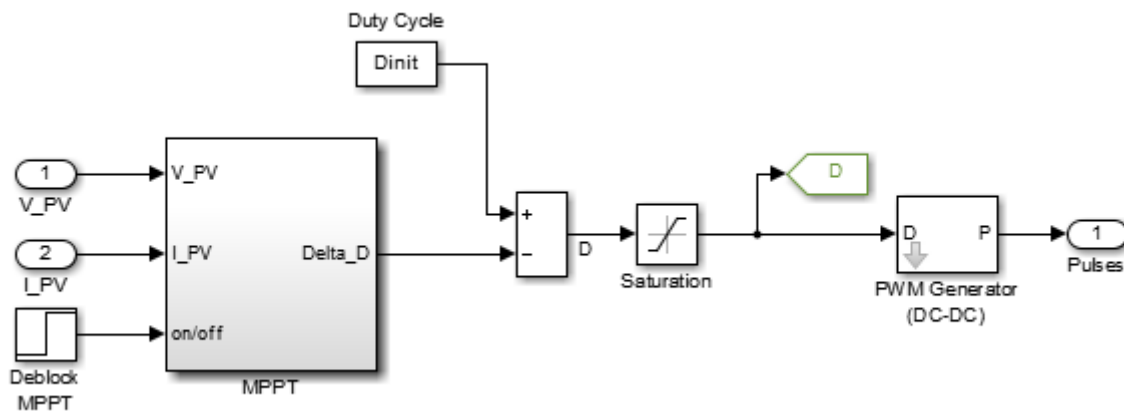 Duty Cycle
Dinit
1
V_PV
2
I_PV
Deblock
MPPT
V_PV
I_PV
on/off
Delta_D
MPPT
+
−
D
Saturation
D
D
P
PWM Generator
(DC-DC)
1
Pulses